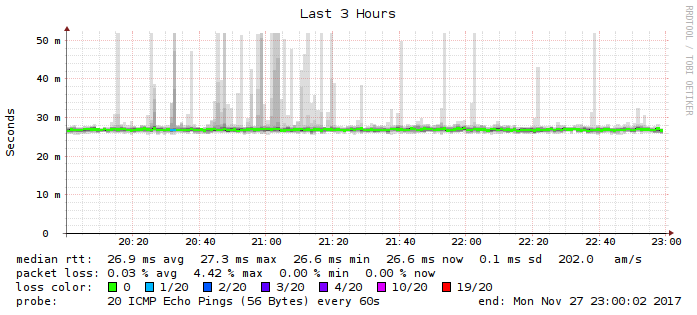 Last 3 Hours
RRDTOOL / TOBI OETIKER
Seconds
50 m
40 m
30 m
20 m
10 m
0
20:20 20:40 21:00 21:20 21:40 22:00 22:20 22:40 23:00
median rtt: 26.9 ms avg 27.3 ms max 26.6 ms min 26.6 ms now 0.1 ms sd 202.0 am/s
packet loss: 0.03 % avg 4.42 % max 0.00 % min 0.00 % now
loss color: 0 1/20 2/20 3/20 4/20 10/20 19/20
probe: 20 ICMP Echo Pings (56 Bytes) every 60s end: Mon Nov 27 23:00:02 2017